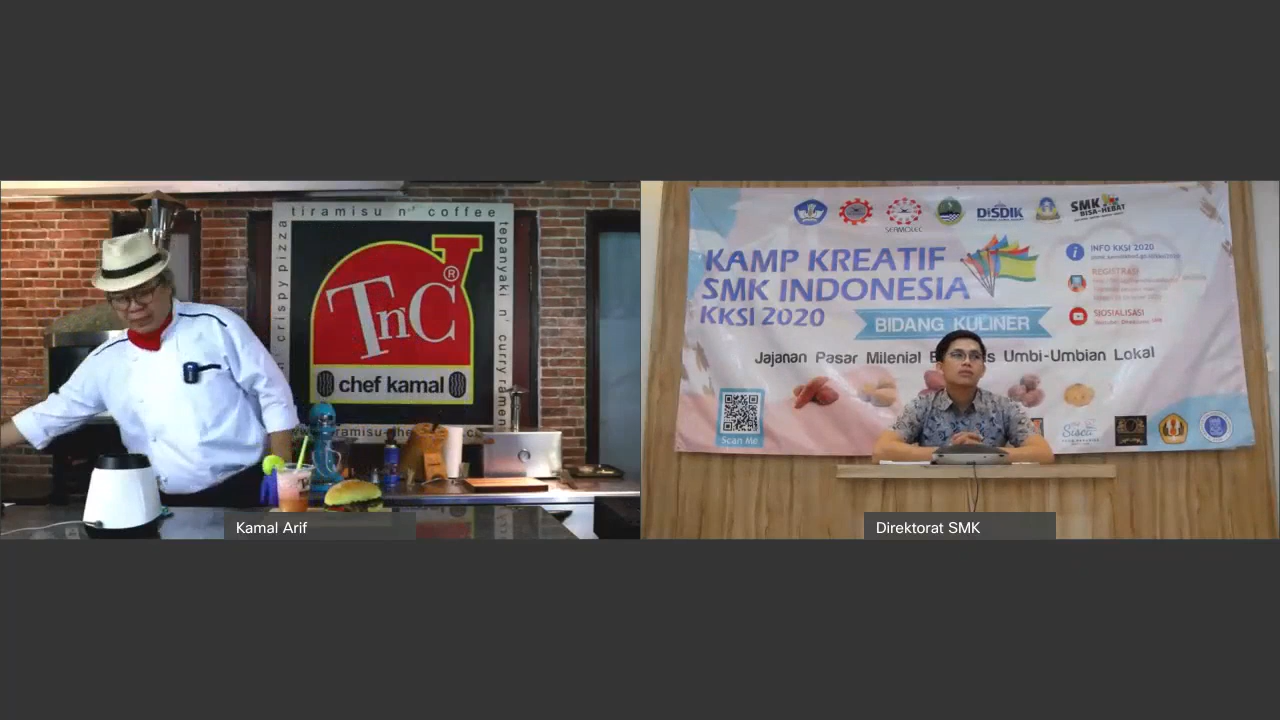 tiramisu n' coffee
n' crispy pizza
tepanyaki n' curry ramen
TnC
®
chef kamal
Kamal Arif
DISDIK
SMK
BISA-HEBAT
KAMP KREATIF
SMK INDONESIA
KKSI 2020
BIDANG KULINER
Jajanan Pasar Milenial
Umbi-Umbian Lokal
INFO KKSI 2020
REGISTRASI
SIOSIALISASI
Scan Me
Sisca
Direktorat SMK